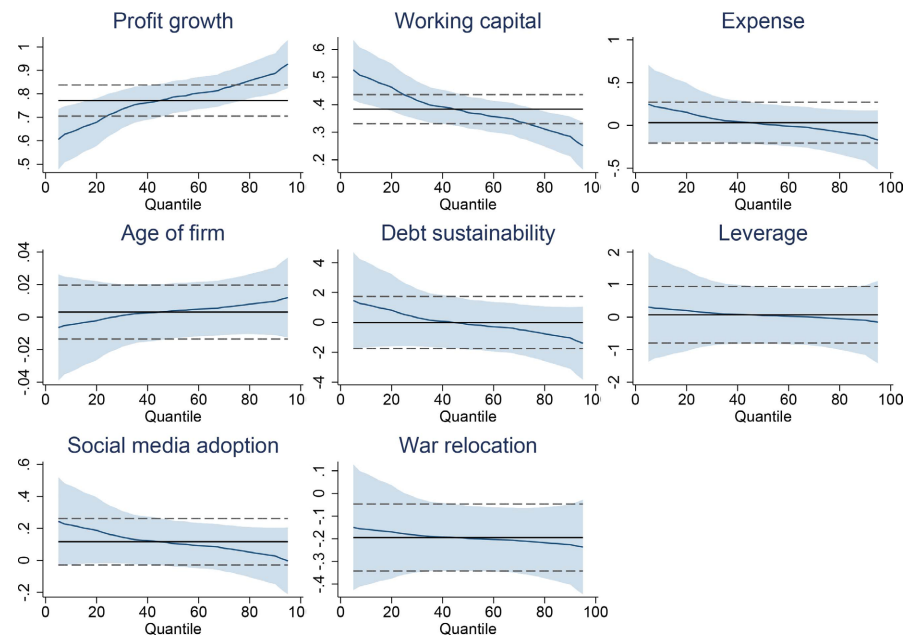 Profit growth
.5 .6 .7 .8 .9 1
0 20 40 60 80 10
Quantile
Working capital
.2 .3 .4 .5 .6
0 20 40 60 80 10
Quantile
Expense
-.5 0 .5 1
0 20 40 60 80 100
Quantile
Age of firm
-.04 -.02 0 .02 .04
0 20 40 60 80 10
Quantile
Debt sustainability
-4 -2 0 2 4
0 20 40 60 80 10
Quantile
Leverage
-2 -1 0 1 2
0 20 40 60 80 100
Quantile
Social media adoption
-.2 0 .2 .4 .6
0 20 40 60 80 100
Quantile
War relocation
-.4 -.3 -.2 -.1 0 .1
0 20 40 60 80 100
Quantile